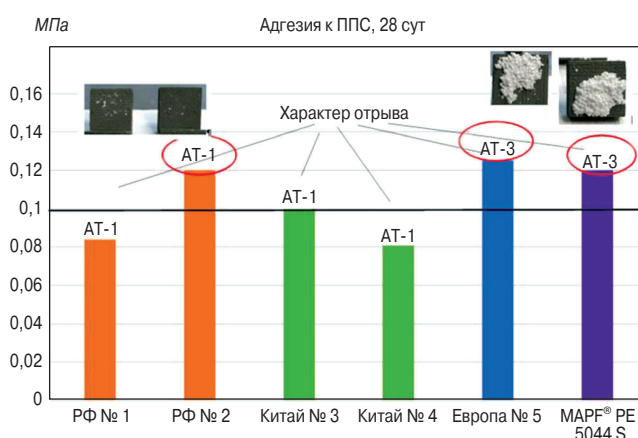 МПа
Адгезия к ППС, 28 сут
0,16
0,14
0,12
0,1
0,08
0,06
0,04
0,02
0
Характер отрыва
АТ-1
АТ-1
АТ-1
АТ-1
АТ-3
АТ-3
РФ № 1
РФ № 2
Китай № 3
Китай № 4
Европа № 5
MAPF® PE
5044 S